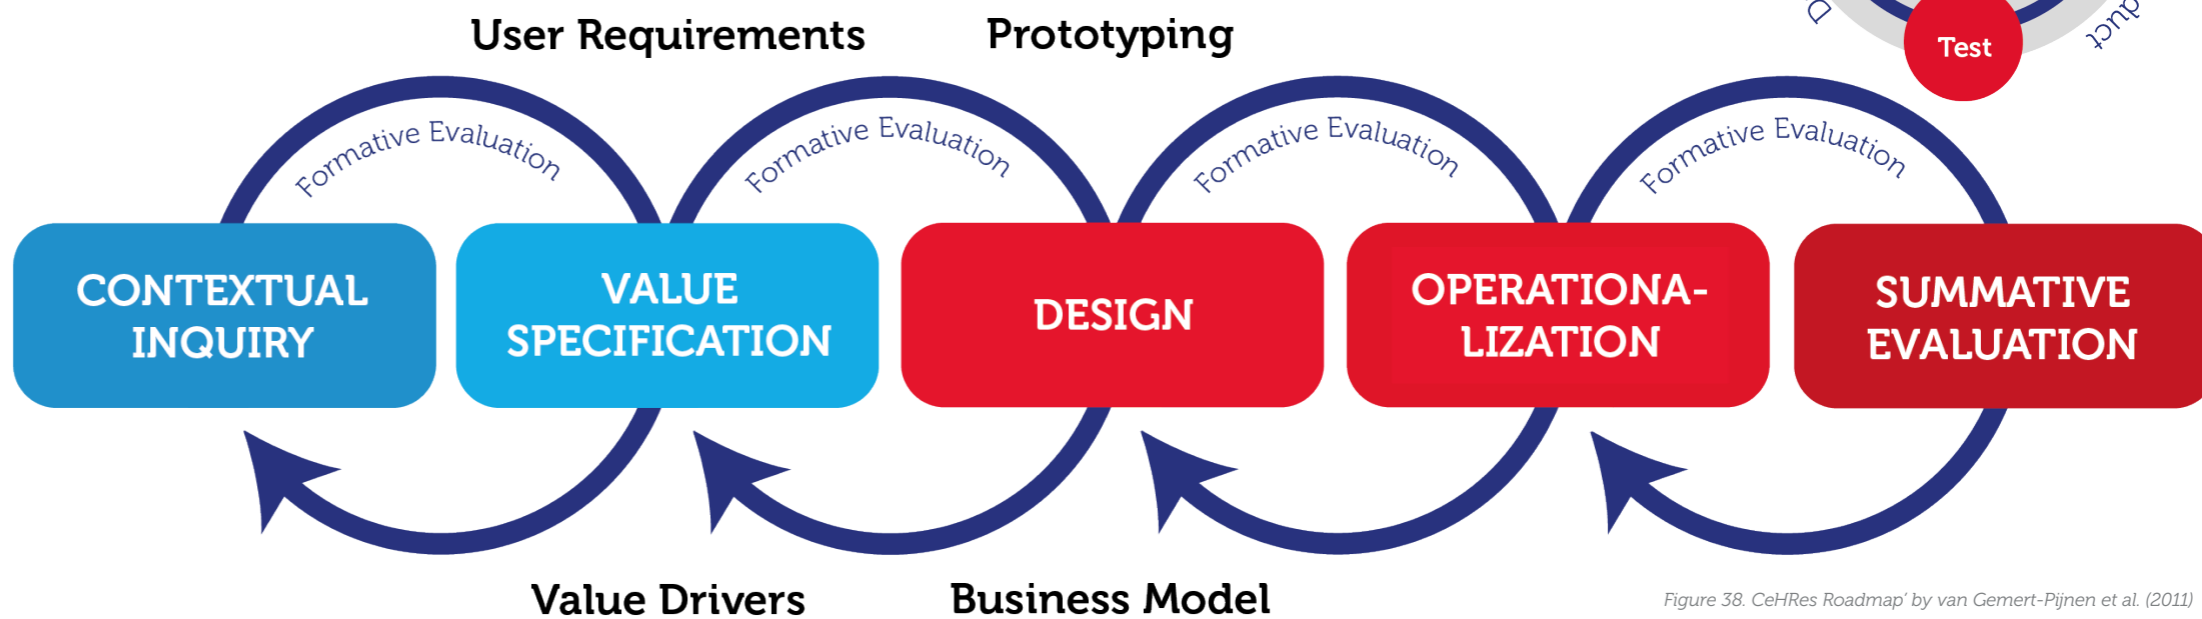 User Requirements
Prototyping
D
duct
Test
Formative Evaluation
Formative Evaluation
Formative Evaluation
Formative Evaluation
CONTEXTUAL
INQUIRY
VALUE
SPECIFICATION
DESIGN
OPERATIONA-
LIZATION
SUMMATIVE
EVALUATION
Value Drivers
Business Model
Figure 38. CeHRes Roadmap’ by van Gemert-Pijnen et al. (2011)